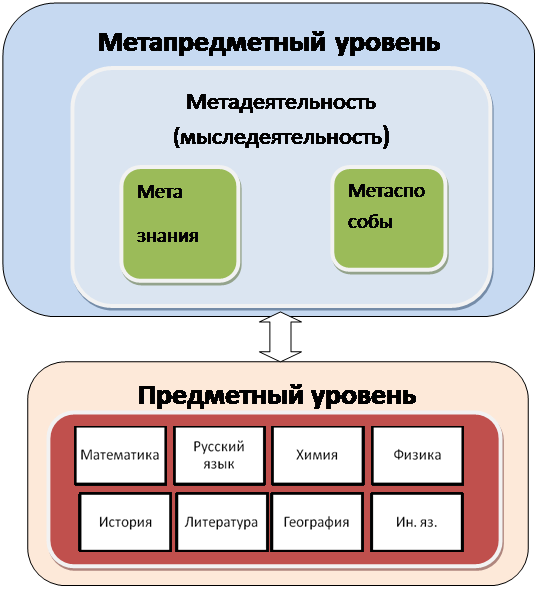 Метапредметный уровень
Метадеятельность
(мыследеятельность)
Мета
знания
Метаспо
собы
Предметный уровень
Математика
Русский
язык
Химия
Физика
История
Литература
География
Ин. яз.